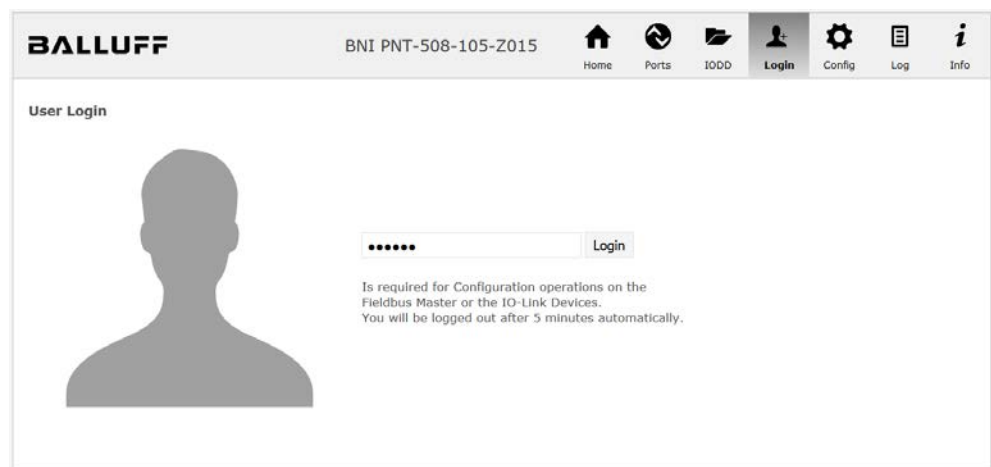 BALLUFF
BNI PNT-508-105-Z015
Home Ports IODD Login Config Log Info
User Login
•••••• Login
Is required for Configuration operations on the
Fieldbus Master or the IO-Link Devices.
You will be logged out after 5 minutes automatically.